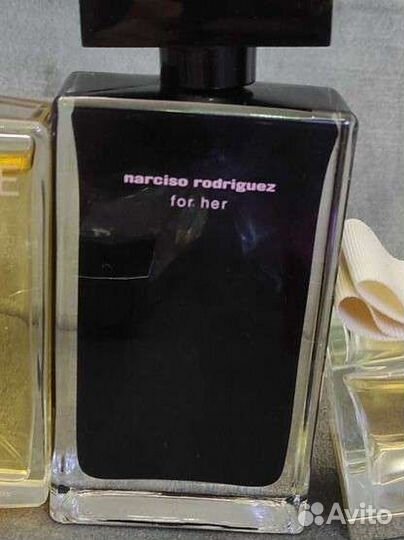 E
narciso rodriguez
for her
Avito